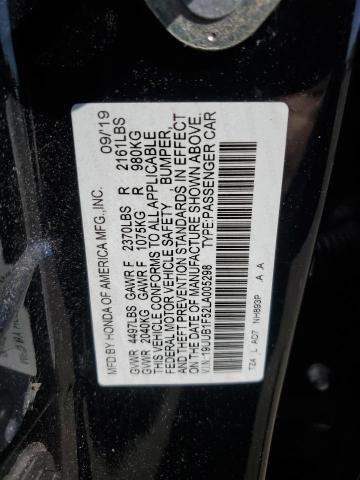 MFD. BY HONDA OF AMERICA MFG., INC. 09/19
GVWR 4497LBS GAWR F 2370LBS R 2161LBS
GVWR 2040KG GAWR F 1075KG R 980KG
THIS VEHICLE CONFORMS TO ALL APPLICABLE
FEDERAL MOTOR VEHICLE SAFETY BUMPER,
AND THEFT PREVENTION STANDARDS IN EFFECT
ON THE DATE OF MANUFACTURE SHOWN ABOVE.
VIN: 19UUB1F52LA005298 TYPE:PASSENGER CAR
TZ4 L AD7 NH893P A A